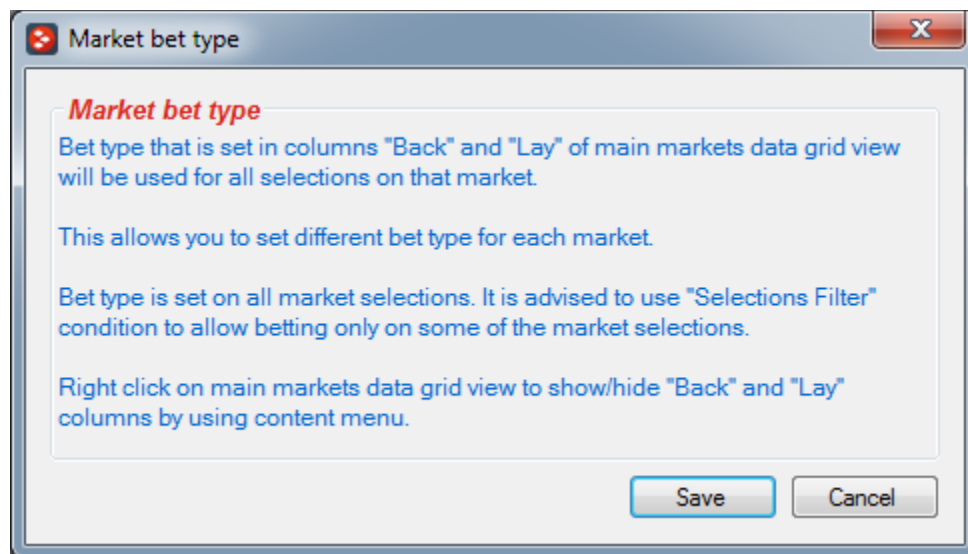 Market bet type
Market bet type
Bet type that is set in columns "Back" and "Lay" of main markets data grid view
will be used for all selections on that market.
This allows you to set different bet type for each market.
Bet type is set on all market selections. It is advised to use "Selections Filter"
condition to allow betting only on some of the market selections.
Right click on main markets data grid view to show/hide "Back" and "Lay"
columns by using content menu.
Save
Cancel